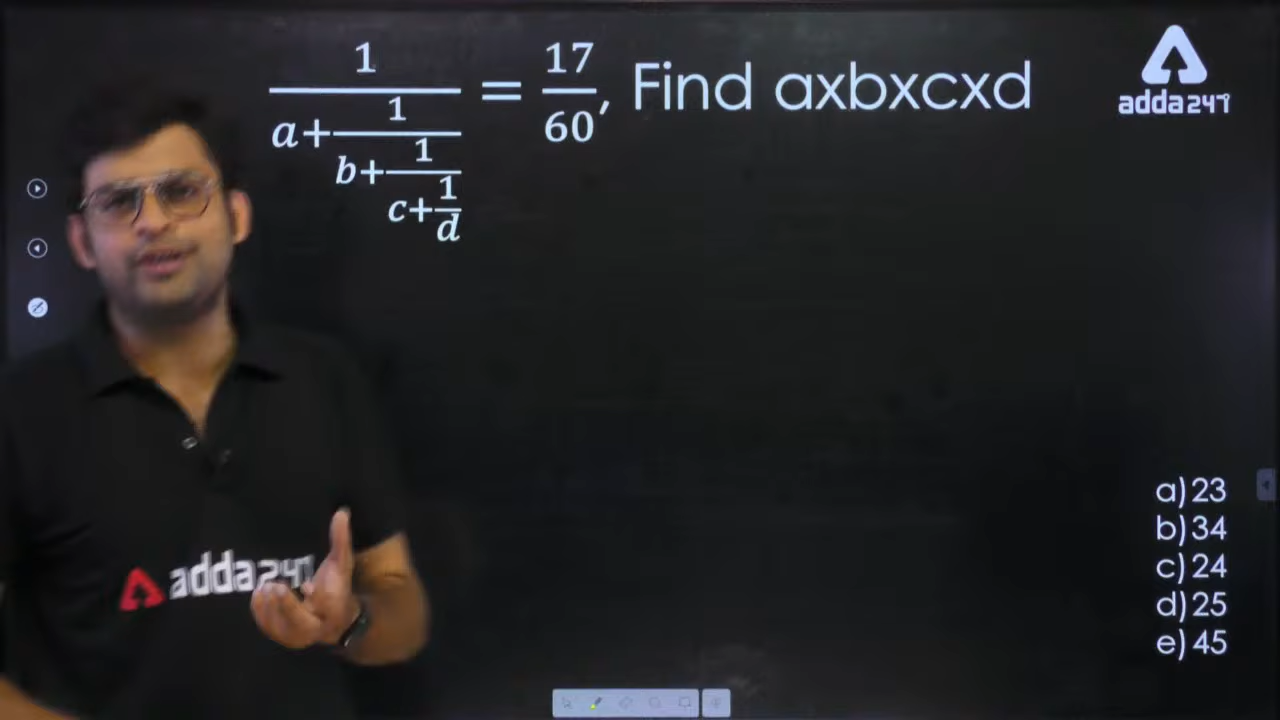 1/(a+1/(b+1/(c+1/d))) = 17/60, Find axbxcxd
adda247
adda247
a) 23
b) 34
c) 24
d) 25
e) 45